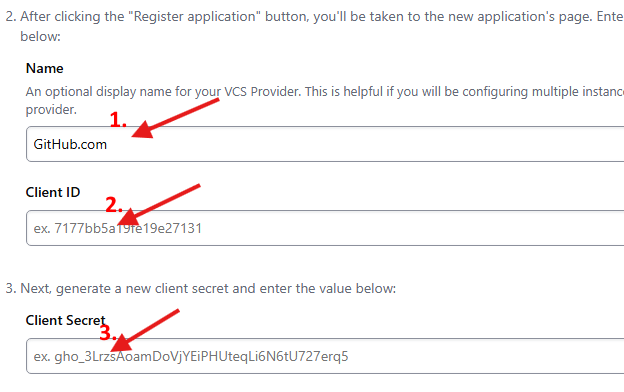 2. After clicking the "Register application" button, you'll be taken to the new application's page. Ente
below:
Name
An optional display name for your VCS Provider. This is helpful if you will be configuring multiple instanc
provider.
1.
GitHub.com
Client ID
2.
ex. 7177bb5a19fe19e27131
3. Next, generate a new client secret and enter the value below:
Client Secret
3.
ex. gho_3LrzsAoamDoVjYEiPHUteqLi6N6tU727erq5